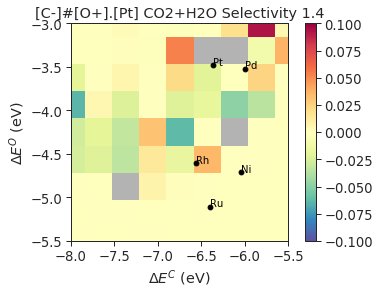 [C-]#[O+].[Pt] CO2+H2O Selectivity 1.4
−3.0
−3.5
−4.0
−4.5
−5.0
−5.5
ΔE^O (eV)
Pt
Pd
Rh
Ni
Ru
−8.0 −7.5 −7.0 −6.5 −6.0 −5.5
ΔE^C (eV)
0.100
0.075
0.050
0.025
0.000
−0.025
−0.050
−0.075
−0.100